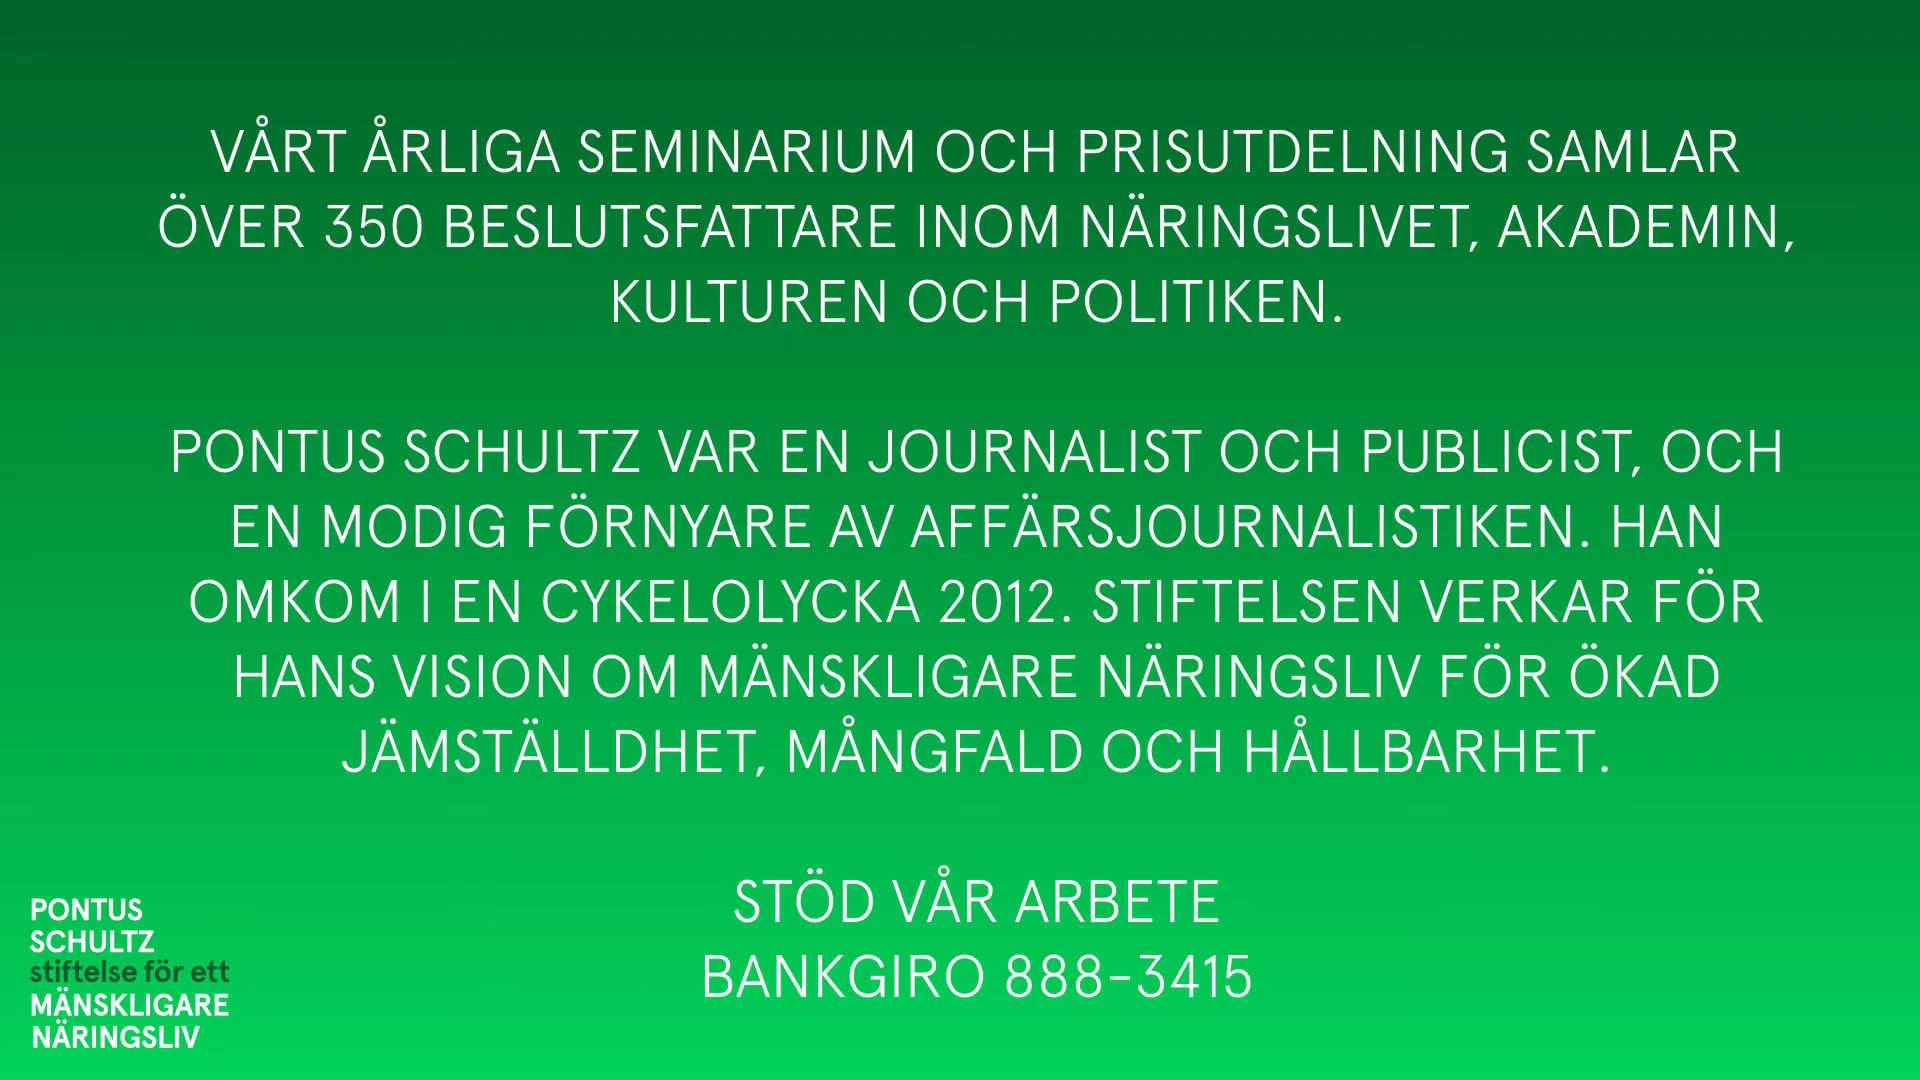 VÅRT ÅRLIGA SEMINARIUM OCH PRISUTDELNING SAMLAR
ÖVER 350 BESLUTSFATTARE INOM NÄRINGSLIVET, AKADEMIN,
KULTUREN OCH POLITIKEN.
PONTUS SCHULTZ VAR EN JOURNALIST OCH PUBLICIST, OCH
EN MODIG FÖRNYARE AV AFFÄRSJOURNALISTIKEN. HAN
OMKOM I EN CYKELOLYCKA 2012. STIFTELSEN VERKAR FÖR
HANS VISION OM MÄNSKLIGARE NÄRINGSLIV FÖR ÖKAD
JÄMSTÄLLDHET, MÅNGFALD OCH HÅLLBARHET.
STÖD VÅR ARBETE
BANKGIRO 888-3415
PONTUS
SCHULTZ
stiftelse för ett
MÄNSKLIGARE
NÄRINGSLIV